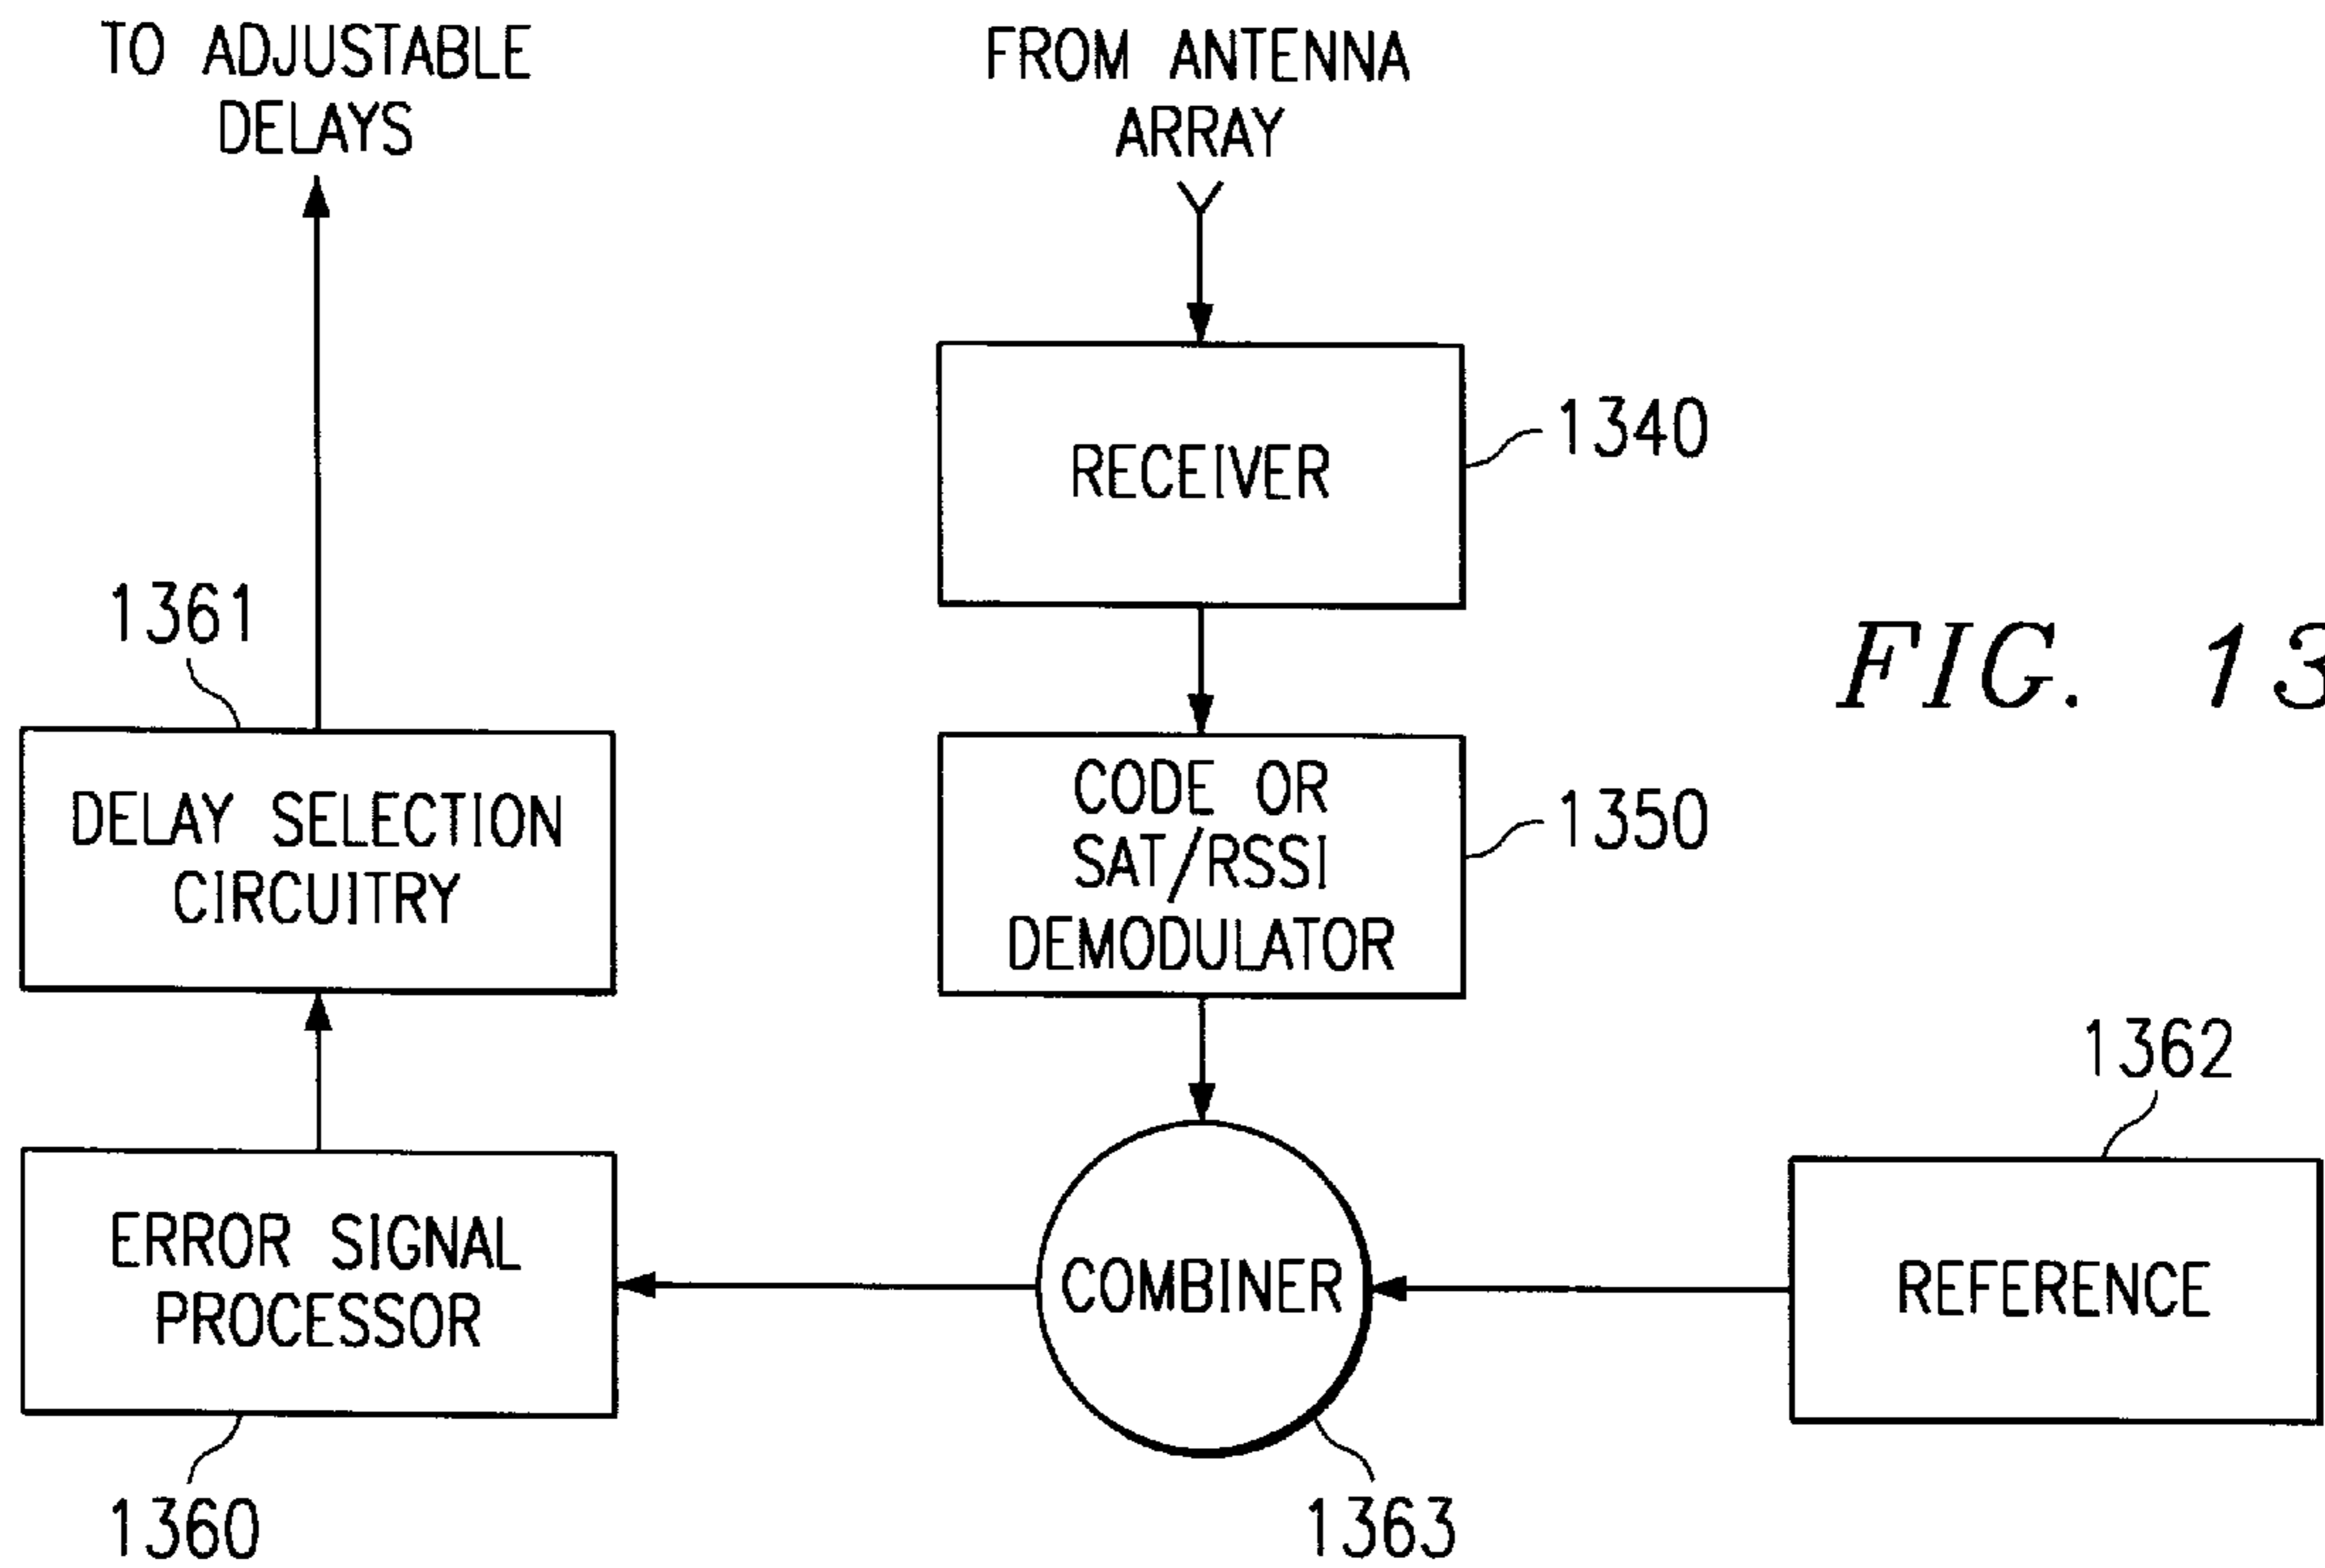 TO ADJUSTABLE
DELAYS
FROM ANTENNA
ARRAY
RECEIVER
1340
1361
FIG. 13
DELAY SELECTION
CIRCUITRY
CODE OR
SAT/RSSI
DEMODULATOR
1350
1362
ERROR SIGNAL
PROCESSOR
COMBINER
REFERENCE
1360
1363